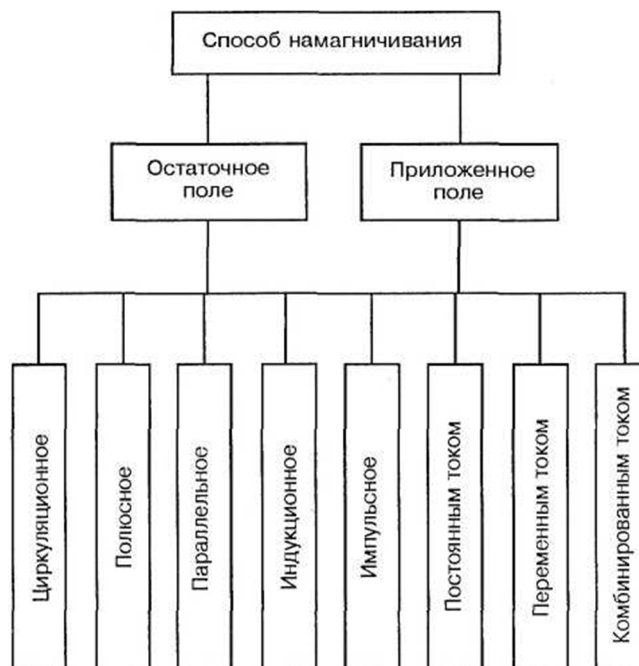 Способ намагничивания
Остаточное
поле
Приложенное
поле
Циркуляционное
Полюсное
Параллельное
Индукционное
Импульсное
Постоянным током
Переменным током
Комбинированным током